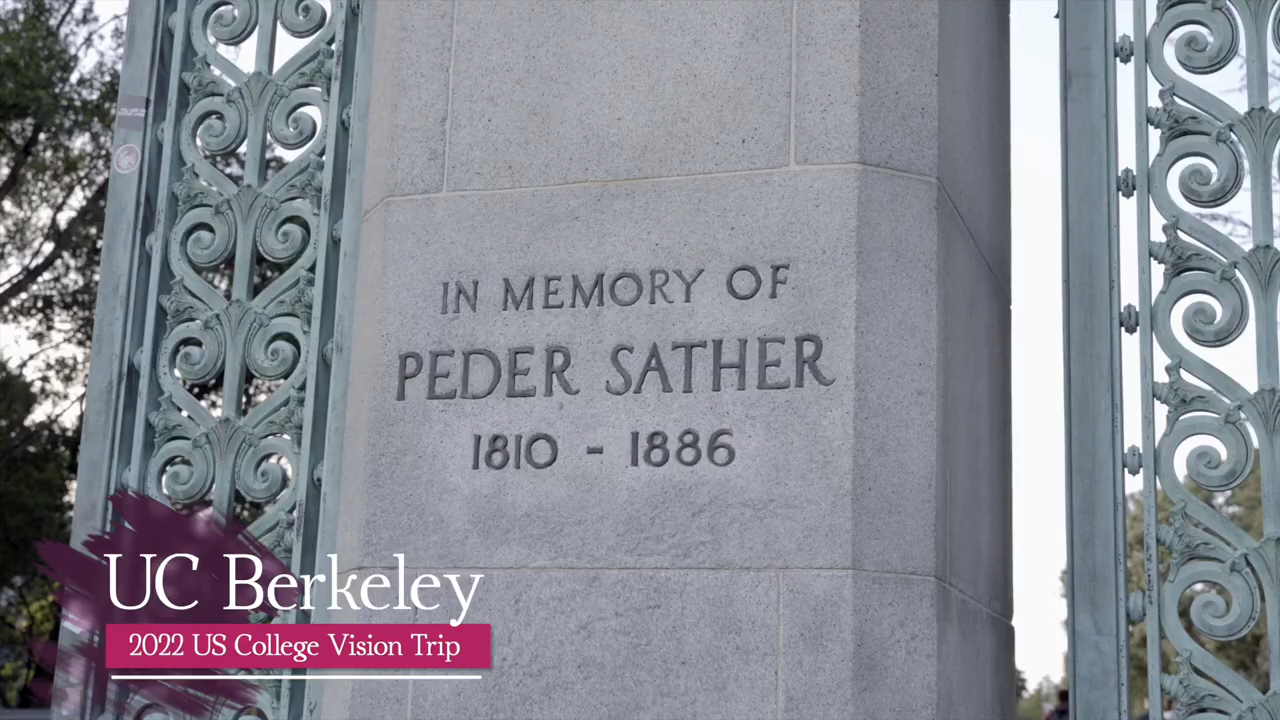 IN MEMORY OF
PEDER SATHER
1810 - 1886
UC Berkeley
2022 US College Vision Trip